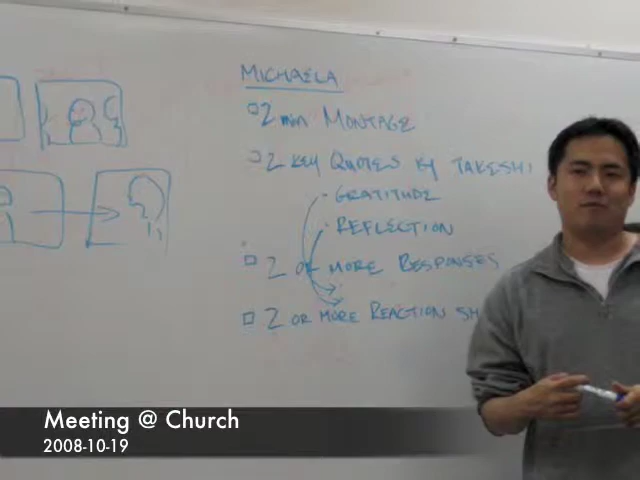 MICHAELA
2 min MONTAGE
2 KEY QUOTES BY TAKESHI
· GRATITUDE
· REFLECTION
2 OR MORE RESPONSES
2 OR MORE REACTION SH
Meeting @ Church
2008-10-19